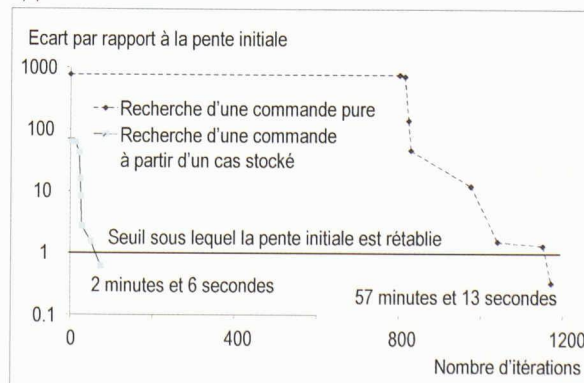 Ecart par rapport à la pente initiale
1000
100
10
1
0.1
Recherche d'une commande pure
Recherche d'une commande
à partir d'un cas stocké
Seuil sous lequel la pente initiale est rétablie
2 minutes et 6 secondes
57 minutes et 13 secondes
0
400
800
1200
Nombre d'itérations